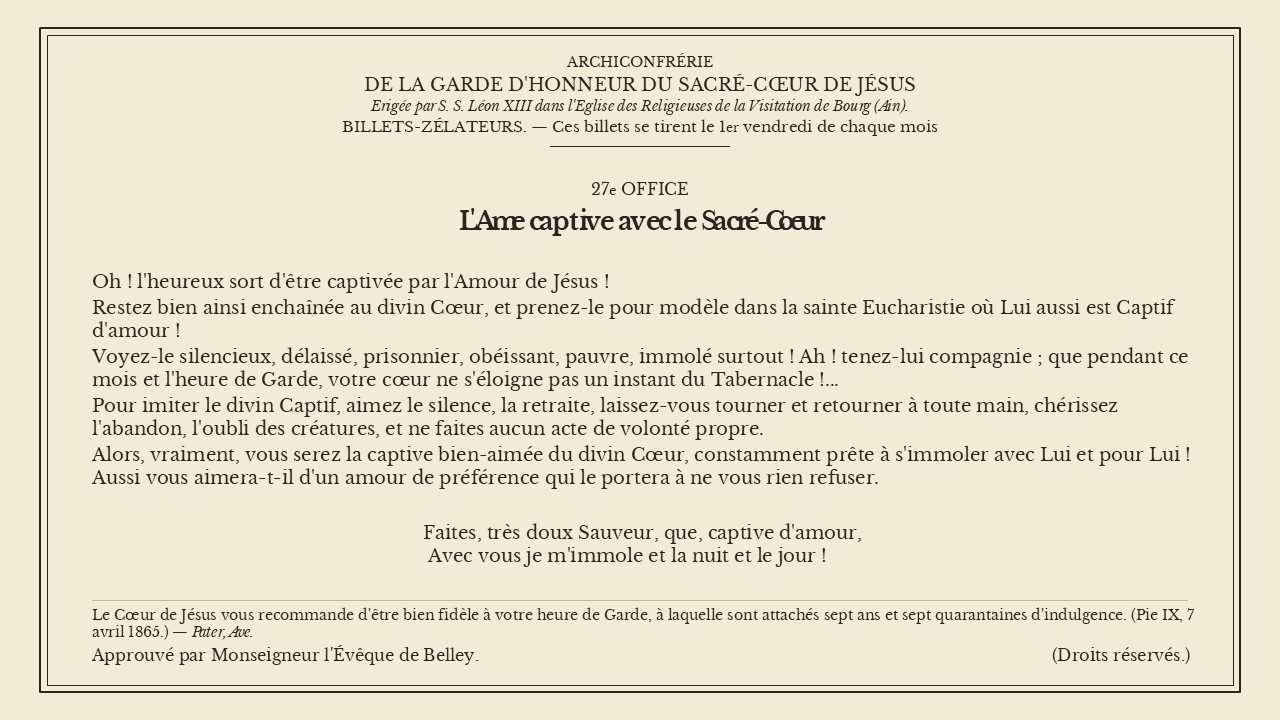 ARCHICONFRÉRIE
DE LA GARDE D'HONNEUR DU SACRÉ-CŒUR DE JÉSUS
Erigée par S. S. Léon XIII dans l'Eglise des Religieuses de la Visitation de Bourg (Ain).
BILLETS-ZÉLATEURS. — Ces billets se tirent le 1er vendredi de chaque mois
27e OFFICE
L'Ame captive avec le Sacré-Cœur
Oh ! l'heureux sort d'être captivée par l'Amour de Jésus !
Restez bien ainsi enchaînée au divin Cœur, et prenez-le pour modèle dans la sainte Eucharistie où Lui aussi est Captif
d'amour !
Voyez-le silencieux, délaissé, prisonnier, obéissant, pauvre, immolé surtout ! Ah ! tenez-lui compagnie ; que pendant ce
mois et l'heure de Garde, votre cœur ne s'éloigne pas un instant du Tabernacle !...
Pour imiter le divin Captif, aimez le silence, la retraite, laissez-vous tourner et retourner à toute main, chérissez
l'abandon, l'oubli des créatures, et ne faites aucun acte de volonté propre.
Alors, vraiment, vous serez la captive bien-aimée du divin Cœur, constamment prête à s'immoler avec Lui et pour Lui !
Aussi vous aimera-t-il d'un amour de préférence qui le portera à ne vous rien refuser.
Faites, très doux Sauveur, que, captive d'amour,
Avec vous je m'immole et la nuit et le jour !
Le Cœur de Jésus vous recommande d'être bien fidèle à votre heure de Garde, à laquelle sont attachés sept ans et sept quarantaines d'indulgence. (Pie IX, 7
avril 1865.) — Pater, Ave.
Approuvé par Monseigneur l'Évêque de Belley. (Droits réservés.)